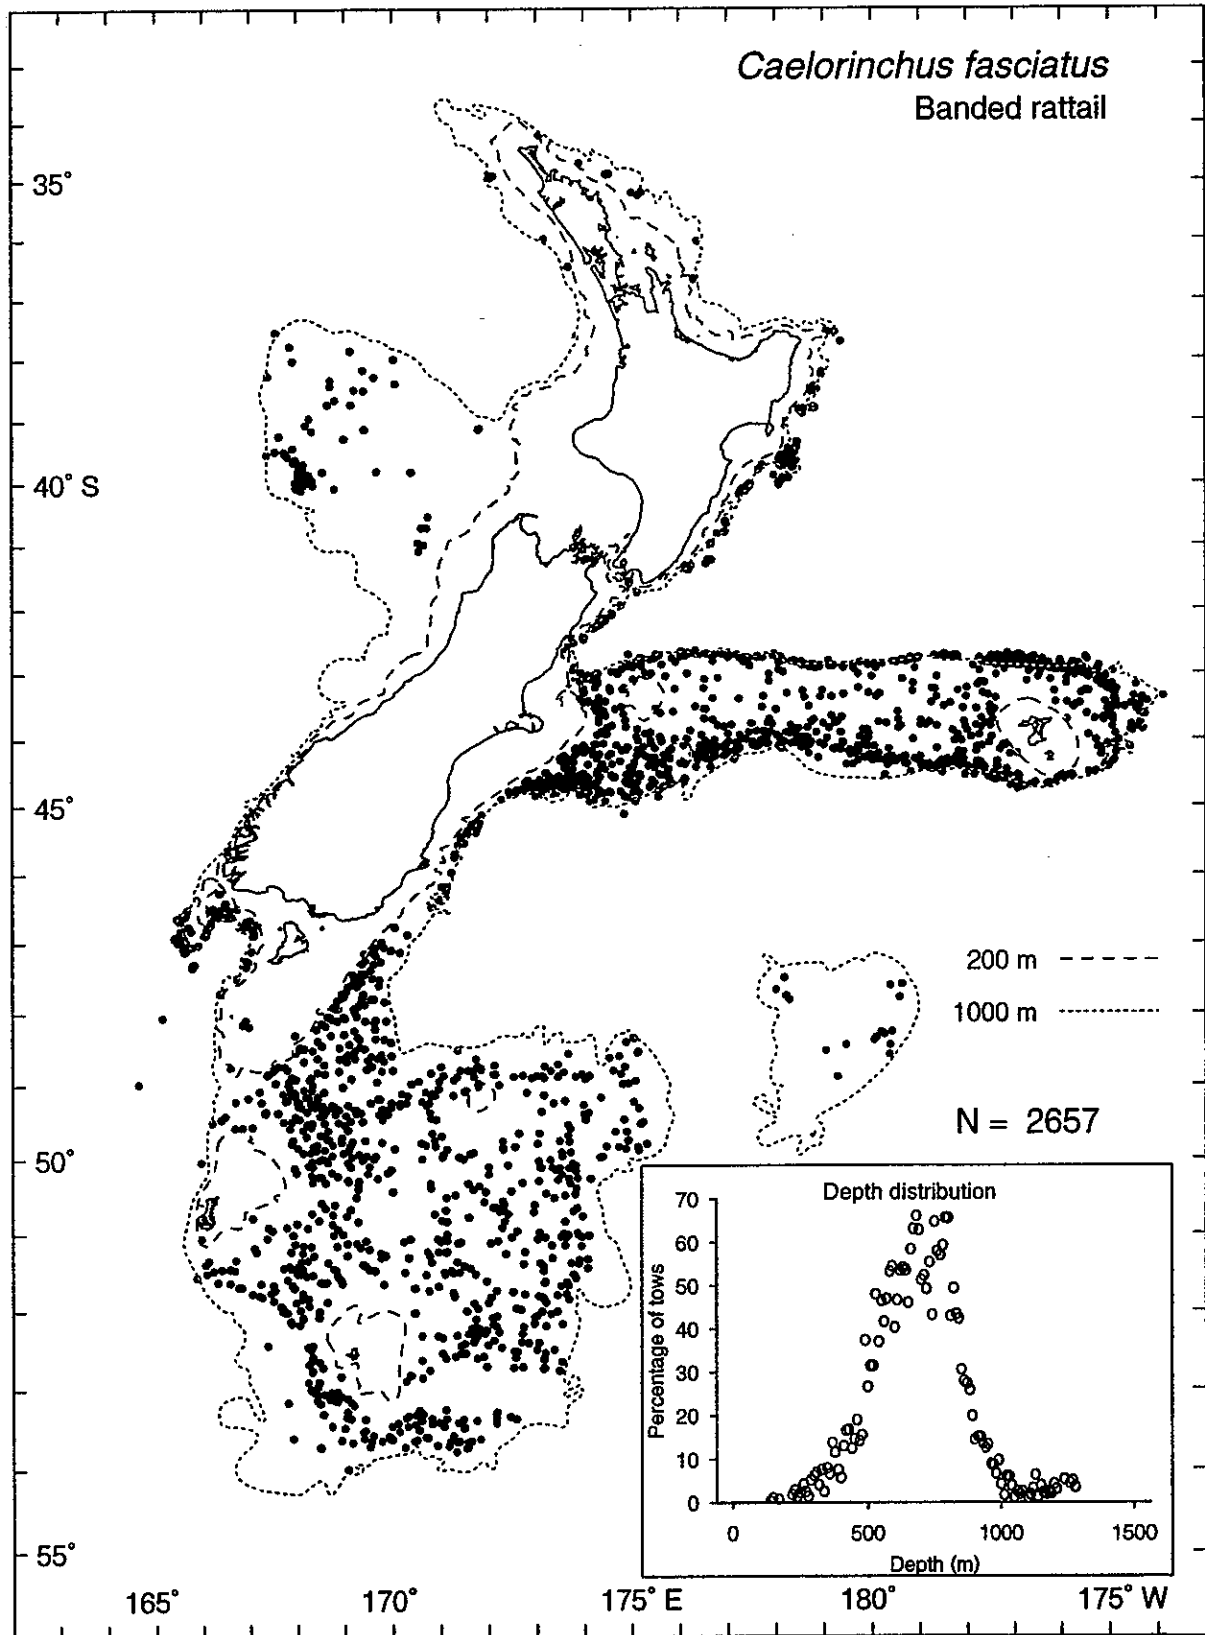 Caelorinchus fasciatus
Banded rattail
35°
40° S
45°
50°
55°
200 m
1000 m
N = 2657
Depth distribution
70
60
50
40
30
20
10
0
Percentage of tows
0 500 1000 1500
Depth (m)
165° 170° 175° E 180° 175° W